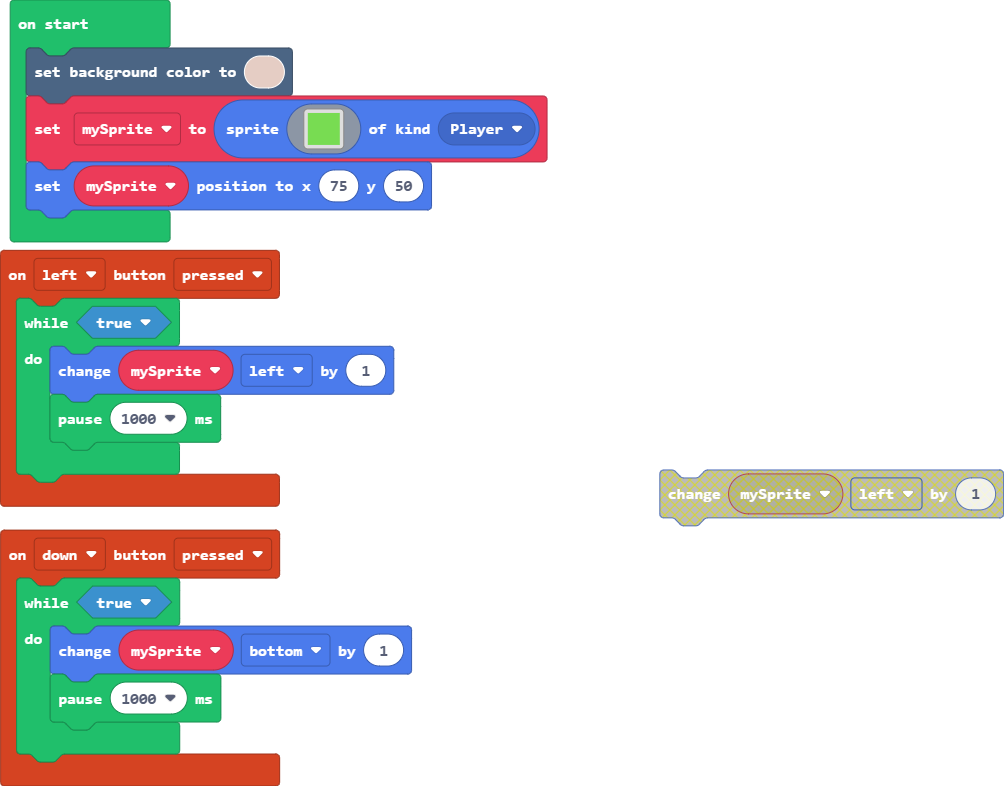 on start
set background color to
set mySprite to sprite of kind Player
set mySprite position to x 75 y 50
on left button pressed
while true
do
change mySprite left by 1
pause 1000 ms
change mySprite left by 1
on down button pressed
while true
do
change mySprite bottom by 1
pause 1000 ms